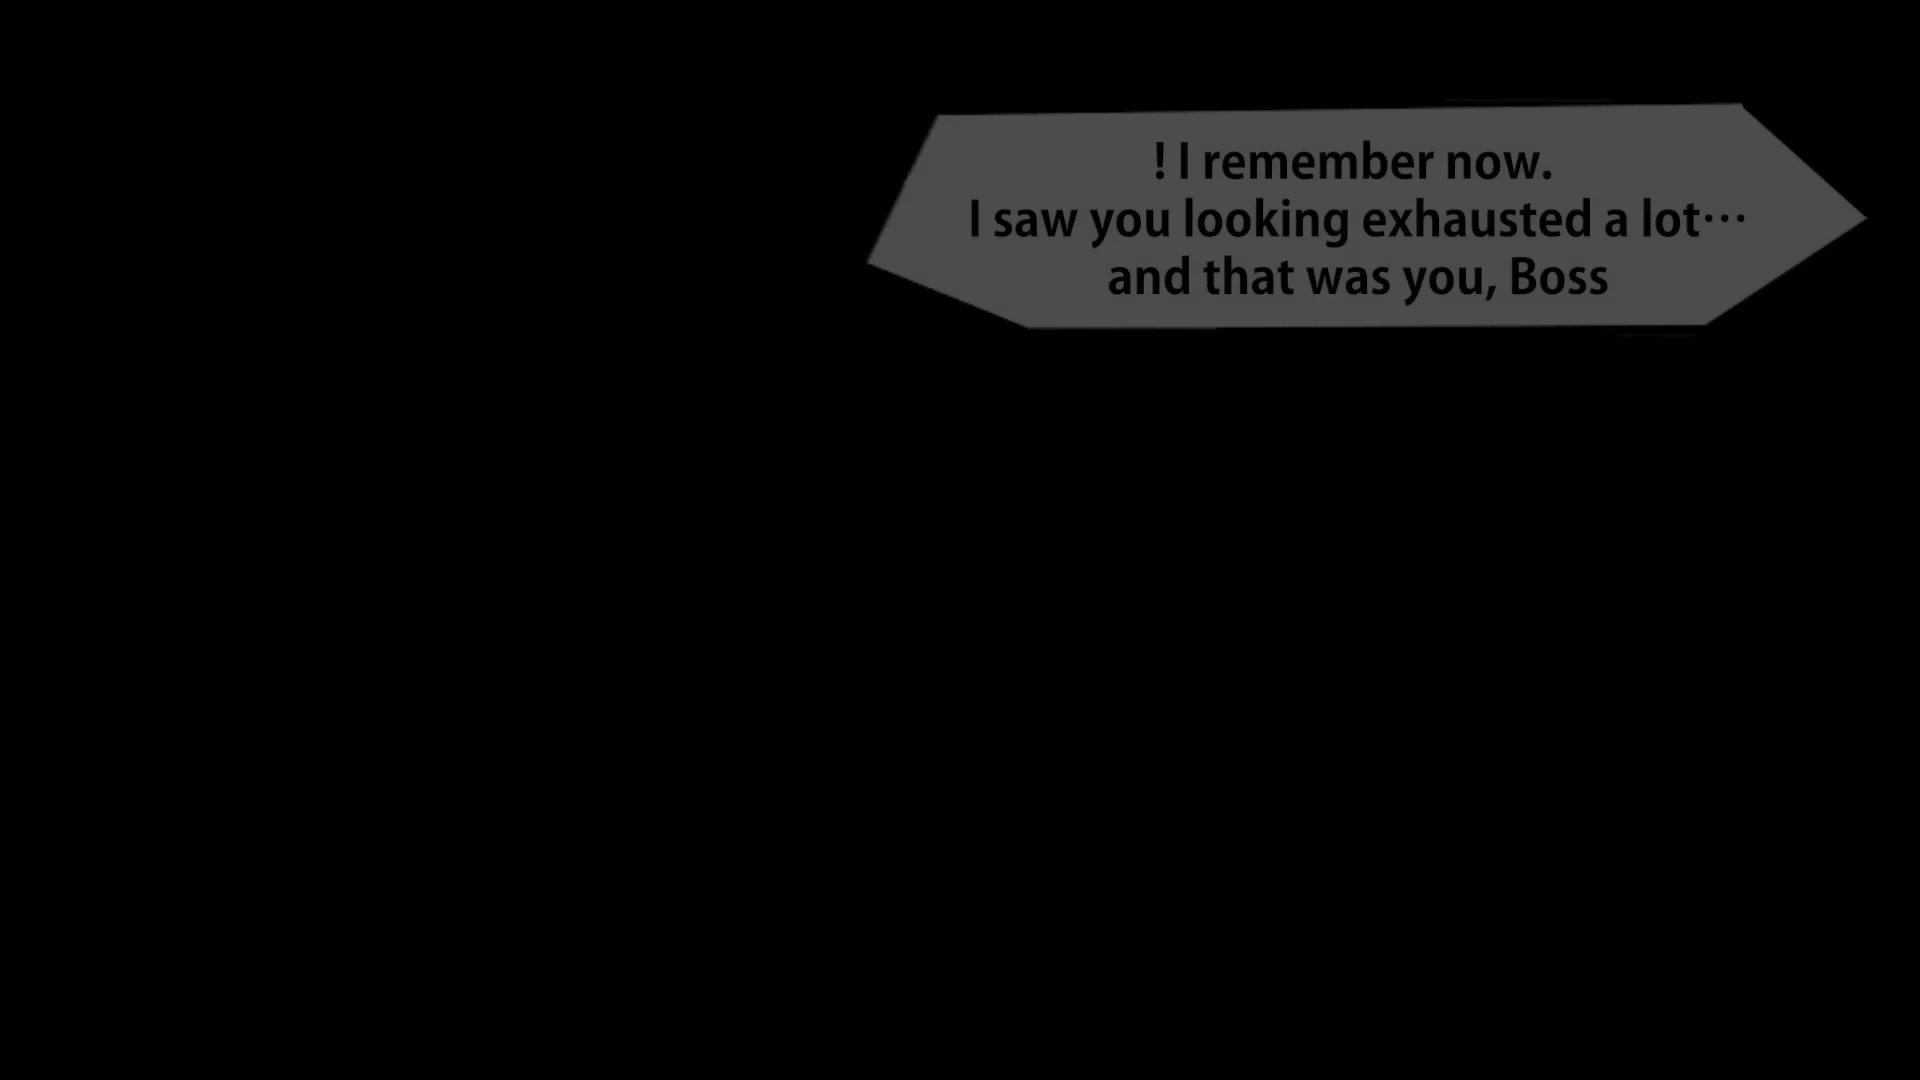 ! I remember now.
I saw you looking exhausted a lot···
and that was you, Boss